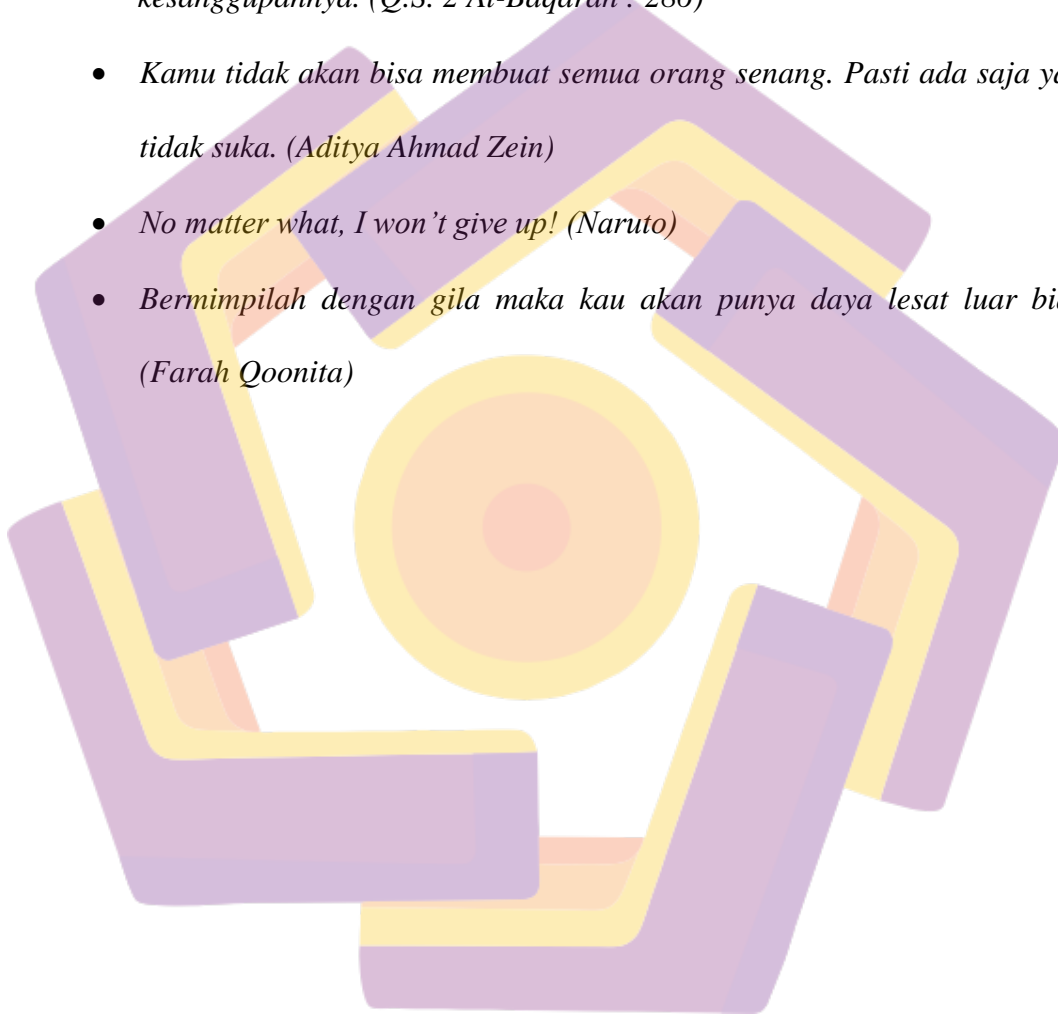 kesanggupannya. (Q.S. 2 Al-Baqarah : 286)
• Kamu tidak akan bisa membuat semua orang senang. Pasti ada saja
tidak suka. (Aditya Ahmad Zein)
• No matter what, I won’t give up! (Naruto)
• Bermimpilah dengan gila maka kau akan punya daya lesat luar
(Farah Qoonita)